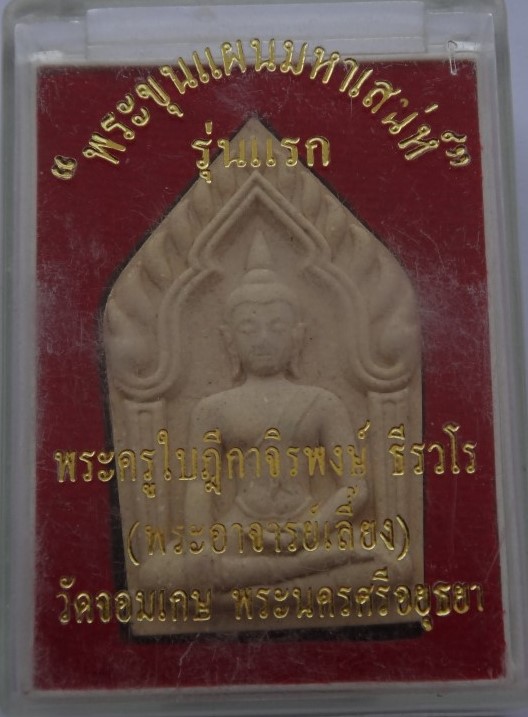 "พระขุนแผนมหาเสน่ห์"
รุ่นแรก
พระครูใบฎีกาจิรพงษ์ ธีรวโร
(พระอาจารย์เลี้ยง)
วัดจอมเกษ พระนครศรีอยุธยา